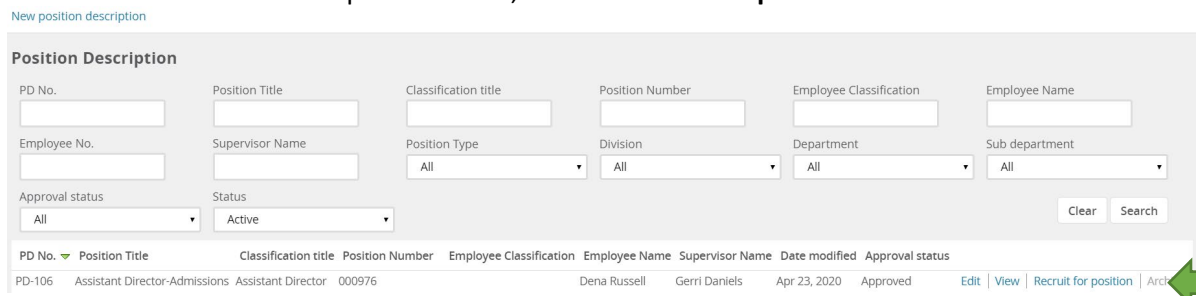 New position description
Position Description
PD No. Position Title Classification title Position Number Employee Classification Employee Name
Employee No. Supervisor Name Position Type Division Department Sub department
All All All All
Approval status Status
All Active Clear Search
PD No. Position Title Classification title Position Number Employee Classification Employee Name Supervisor Name Date modified Approval status
PD-106 Assistant Director-Admissions Assistant Director 000976 Dena Russell Gerri Daniels Apr 23, 2020 Approved Edit | View | Recruit for position | Arch